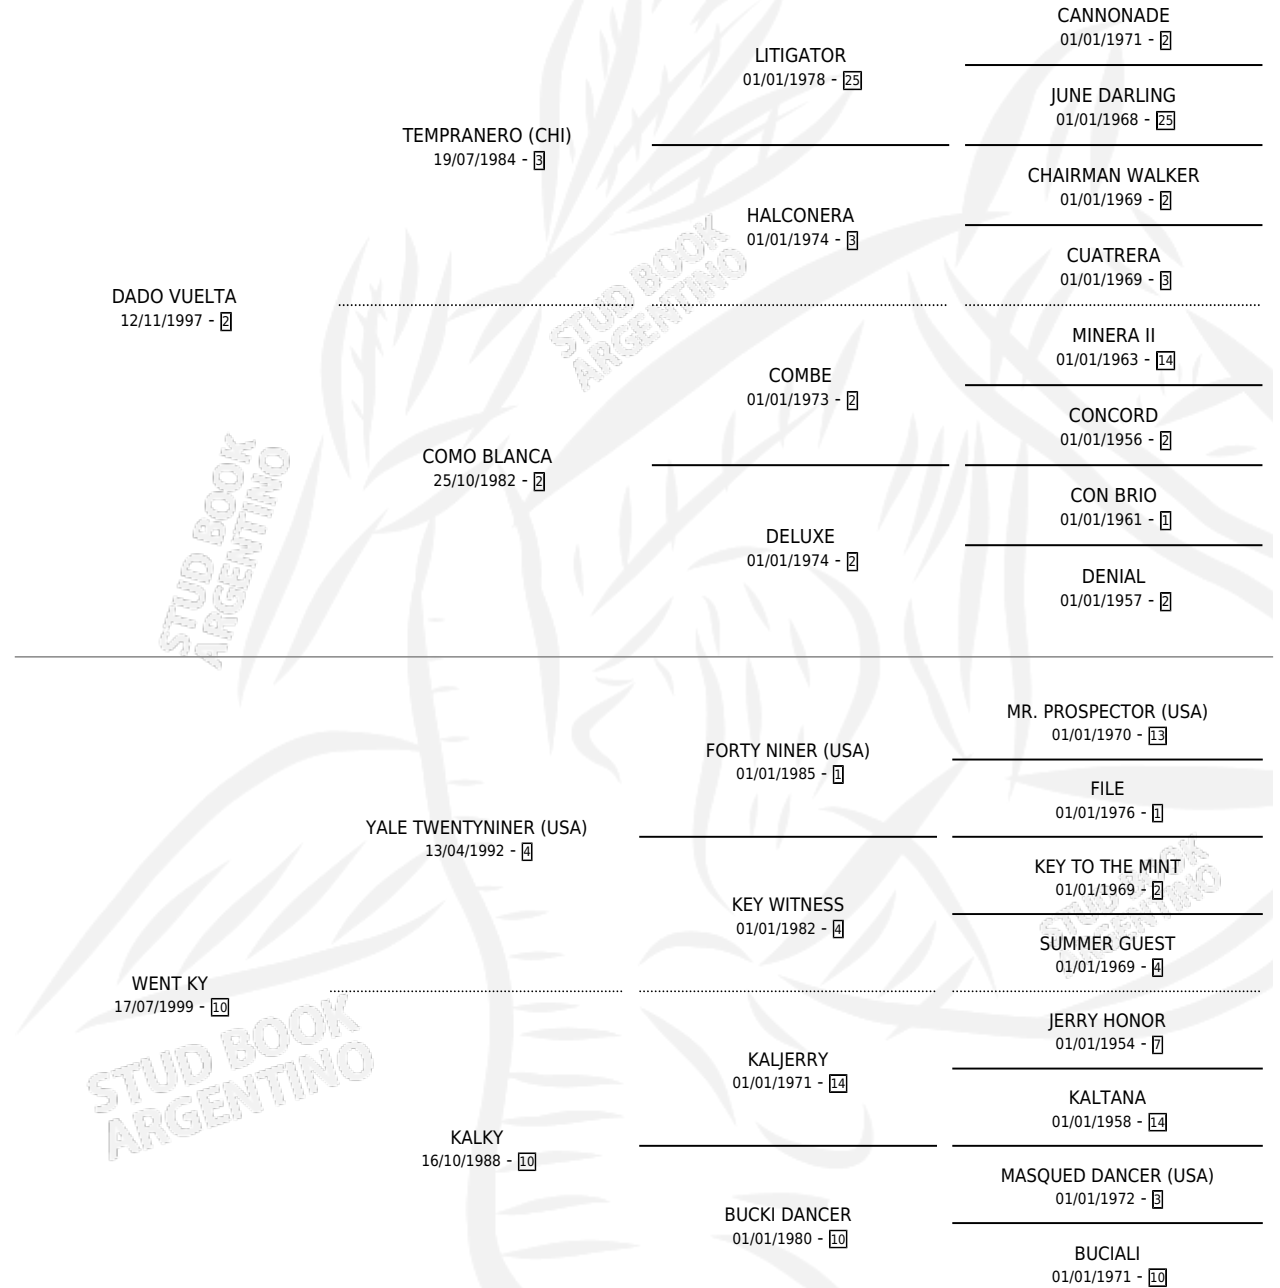 CANNONADE
01/01/1971 - 2
LITIGATOR
01/01/1978 - 25
JUNE DARLING
01/01/1968 - 25
TEMPRANERO (CHI)
19/07/1984 - 3
CHAIRMAN WALKER
01/01/1969 - 2
HALCONERA
01/01/1974 - 3
CUATRERA
01/01/1969 - 3
DADO VUELTA
12/11/1997 - 2
MINERA II
01/01/1963 - 14
COMBE
01/01/1973 - 2
CONCORD
01/01/1956 - 2
COMO BLANCA
25/10/1982 - 2
CON BRIO
01/01/1961 - 1
DELUXE
01/01/1974 - 2
DENIAL
01/01/1957 - 2
STUD BOOK
ARGENTINO
STUD BOOK
ARGENTINO
MR. PROSPECTOR (USA)
01/01/1970 - 13
FORTY NINER (USA)
01/01/1985 - 1
FILE
01/01/1976 - 1
YALE TWENTYNINER (USA)
13/04/1992 - 4
KEY TO THE MINT
01/01/1969 - 2
KEY WITNESS
01/01/1982 - 4
SUMMER GUEST
01/01/1969 - 4
STUD BOOK
ARGENTINO
WENT KY
17/07/1999 - 10
JERRY HONOR
01/01/1954 - 7
KALJERRY
01/01/1971 - 14
KALTANA
01/01/1958 - 14
STUD BOOK
ARGENTINO
KALKY
16/10/1988 - 10
MASQUED DANCER (USA)
01/01/1972 - 3
BUCKI DANCER
01/01/1980 - 10
BUCIALI
01/01/1971 - 10